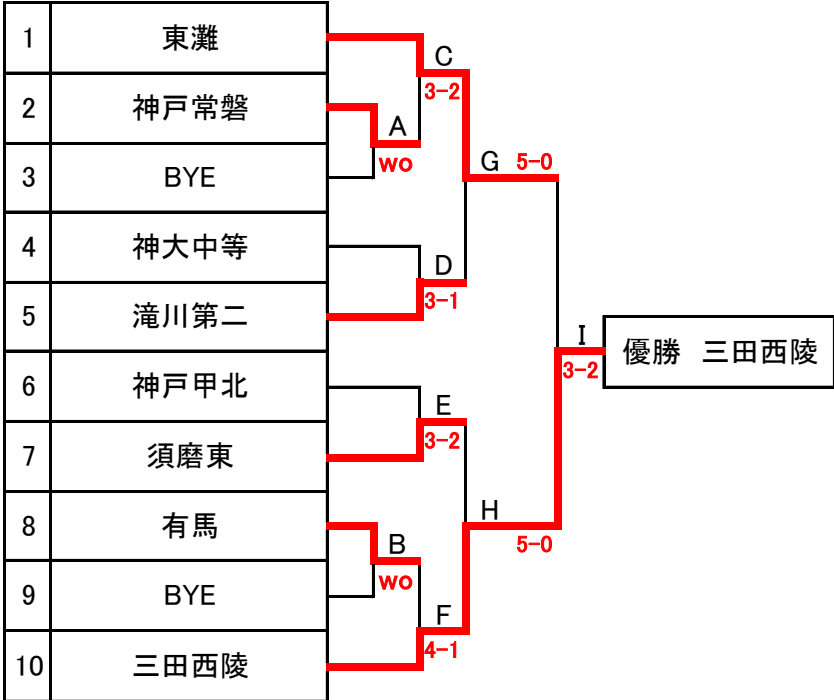 1 東灘
C
3-2
2 神戸常磐
A
wo
3 BYE
G 5-0
4 神大中等
D
3-1
5 滝川第二
I
3-2
優勝 三田西陵
6 神戸甲北
E
3-2
7 須磨東
8 有馬
H
5-0
B
wo
9 BYE
F
4-1
10 三田西陵